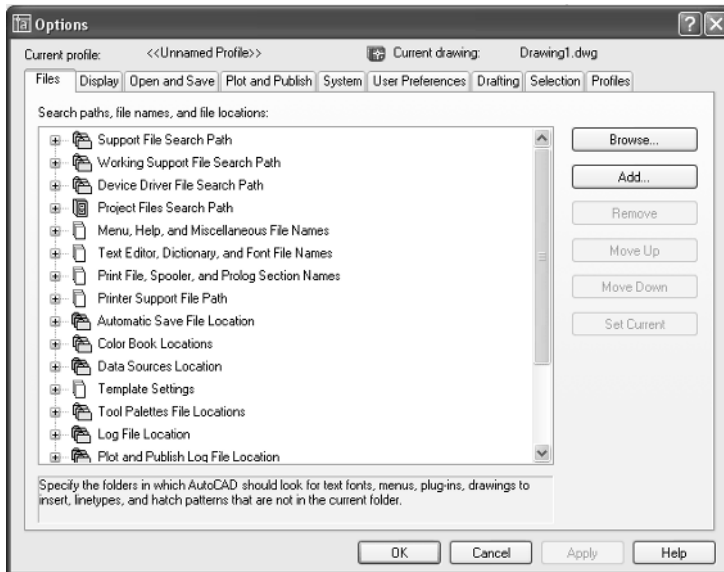 Options
Current profile: <<Unnamed Profile>> Current drawing: Drawing1.dwg
Files Display Open and Save Plot and Publish System User Preferences Drafting Selection Profiles
Search paths, file names, and file locations:
Support File Search Path
Working Support File Search Path
Device Driver File Search Path
Project Files Search Path
Menu, Help, and Miscellaneous File Names
Text Editor, Dictionary, and Font File Names
Print File, Spooler, and Prolog Section Names
Printer Support File Path
Automatic Save File Location
Color Book Locations
Data Sources Location
Template Settings
Tool Palettes File Locations
Log File Location
Plot and Publish Log File Location
Browse...
Add...
Remove
Move Up
Move Down
Set Current
Specify the folders in which AutoCAD should look for text fonts, menus, plug-ins, drawings to
insert, linetypes, and hatch patterns that are not in the current folder.
OK Cancel Apply Help